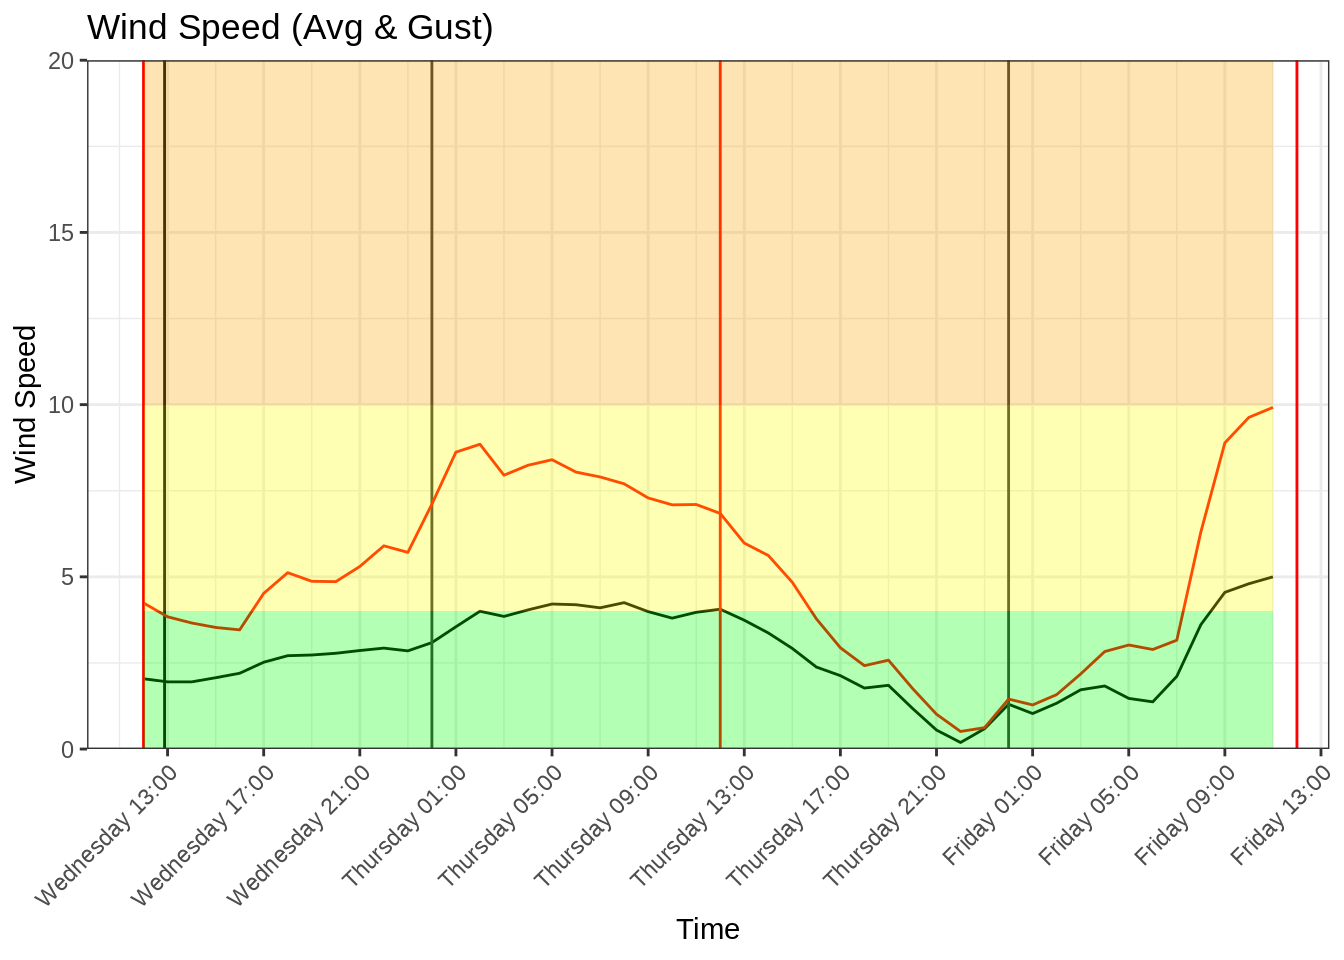 Wind Speed (Avg & Gust)
20
15
10
5
0
Wind Speed
Wednesday 13:00
Wednesday 17:00
Wednesday 21:00
Thursday 01:00
Thursday 05:00
Thursday 09:00
Thursday 13:00
Thursday 17:00
Thursday 21:00
Friday 01:00
Friday 05:00
Friday 09:00
Friday 13:00
Time